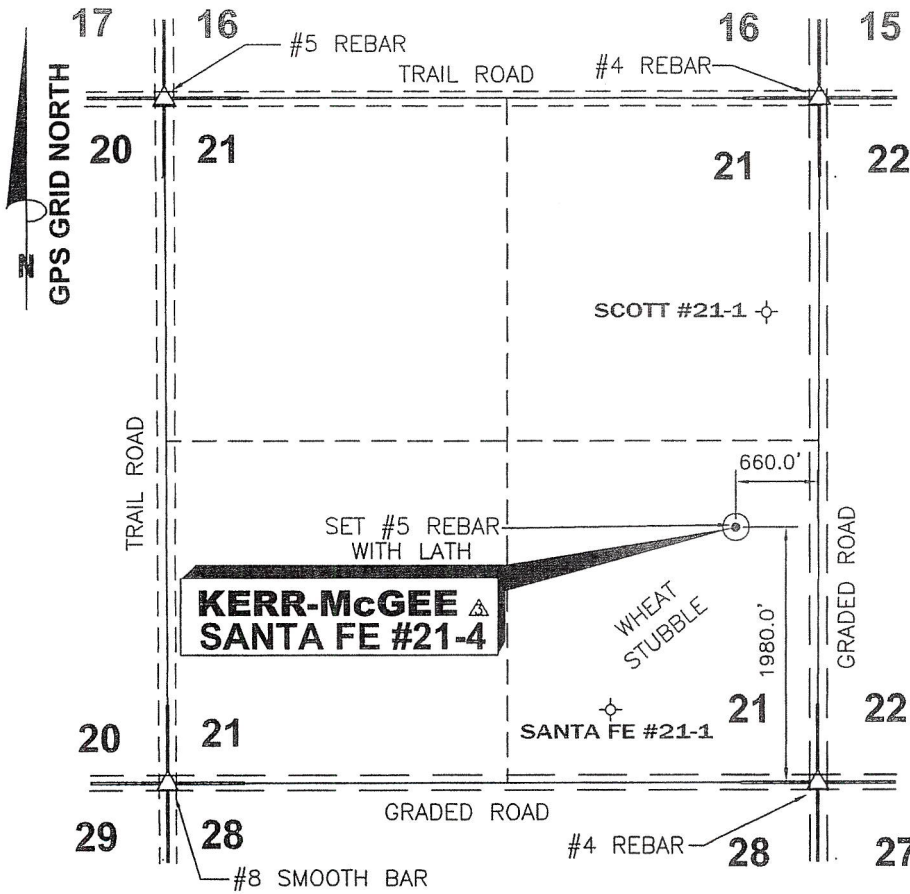 17 16 16 15
#5 REBAR
#4 REBAR
TRAIL ROAD
20 21 21 22
GPS GRID NORTH
N
SCOTT #21-1
660.0'
TRAIL ROAD
SET #5 REBAR
WITH LATH
KERR-McGEE
SANTA FE #21-4
WHEAT
STUBBLE
1980.0'
GRADED ROAD
SANTA FE #21-1
20 21 21 22
GRADED ROAD
29 28 28 27
#4 REBAR
#8 SMOOTH BAR